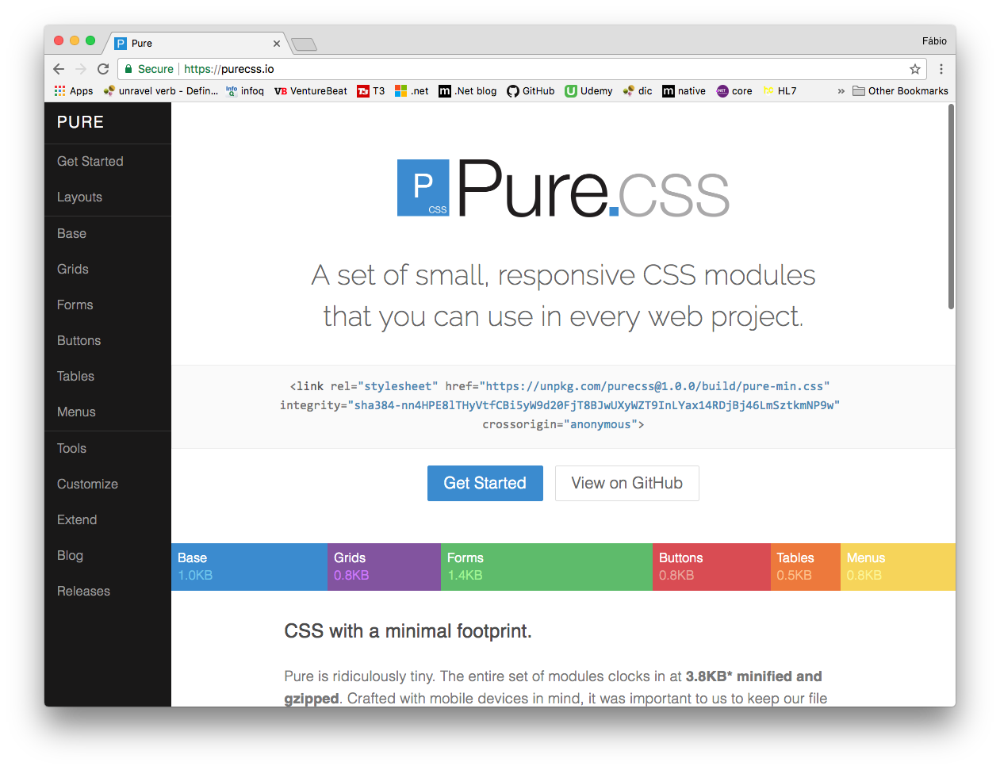 Pure
Fábio
Secure https://purecss.io
Apps unravel verb - Defin... infoq VentureBeat T3 .net .Net blog GitHub Udemy dic native core HL7 » Other Bookmarks
PURE
Get Started
Layouts
Base
Grids
Forms
Buttons
Tables
Menus
Tools
Customize
Extend
Blog
Releases
P CSS Pure.css
A set of small, responsive CSS modules
that you can use in every web project.
<link rel="stylesheet" href="https://unpkg.com/purecss@1.0.0/build/pure-min.css"
integrity="sha384-nn4HPE8lTHyVtfCBi5yW9d20FjT8BJwUXyWZT9InLYax14RDjBj46LmSztkmNP9w"
crossorigin="anonymous">
Get Started View on GitHub
Base Grids Forms Buttons Tables Menus
1.0KB 0.8KB 1.4KB 0.8KB 0.5KB 0.8KB
CSS with a minimal footprint.
Pure is ridiculously tiny. The entire set of modules clocks in at 3.8KB* minified and
gzipped. Crafted with mobile devices in mind, it was important to us to keep our file